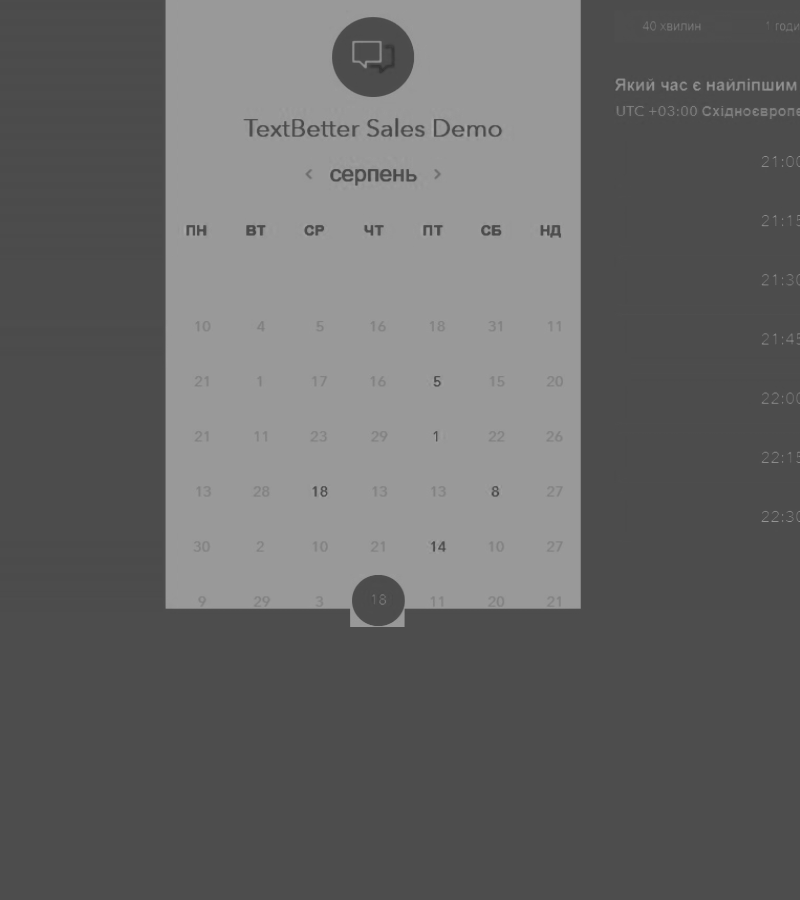 TextBetter Sales Demo
серпень
ПН ВТ СР ЧТ ПТ СБ НД
10 4 5 16 18 31 11
21 1 17 16 5 15 20
21 11 23 29 1 22 26
13 28 18 13 13 8 27
30 2 10 21 14 10 27
9 29 3 18 11 20 21
40 хвилин 1 годи
Який час є найліпшим
UTC +03:00 Східноєвропе
21:00
21:15
21:30
21:45
22:00
22:15
22:30